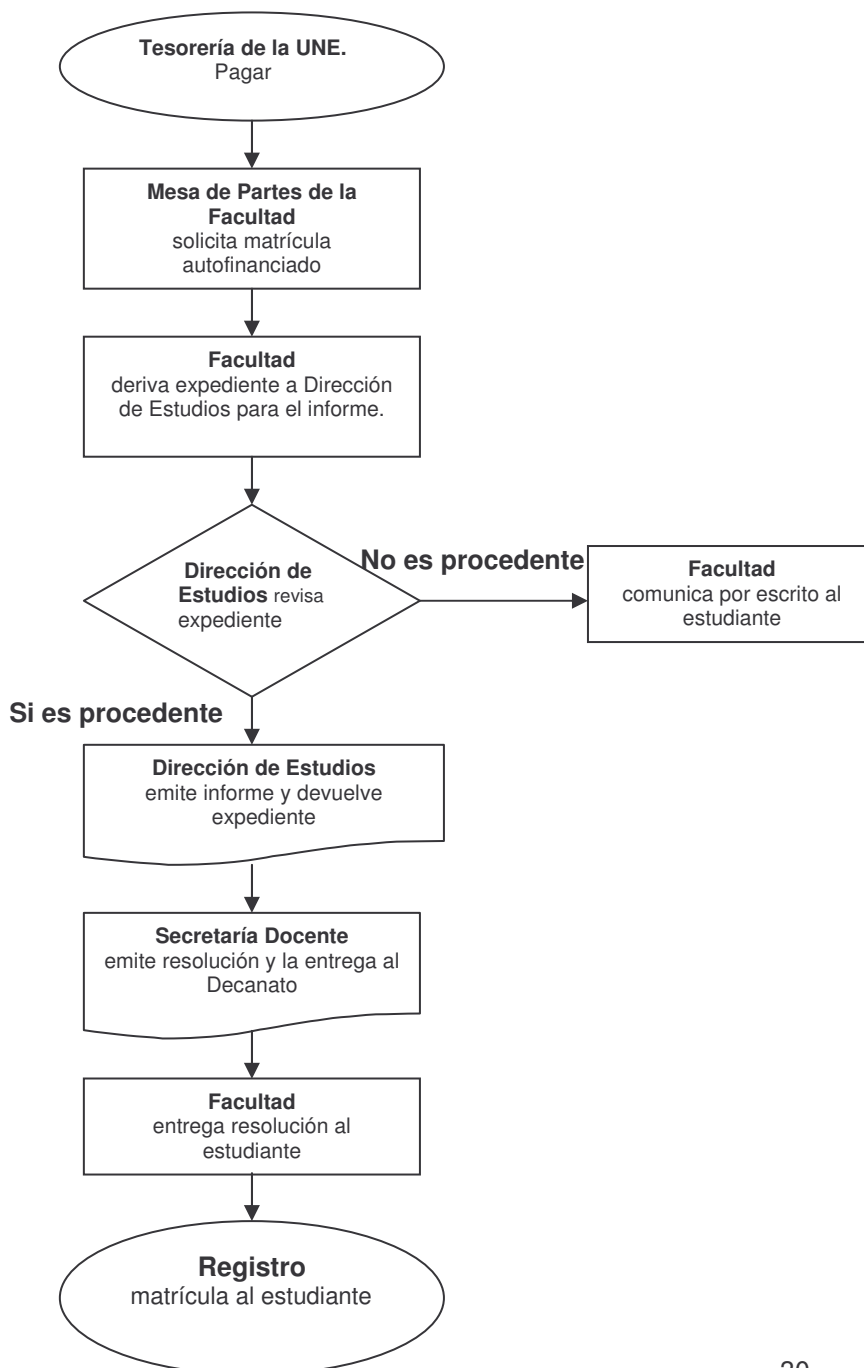 Tesorería de la UNE.
Pagar
Mesa de Partes de la
Facultad
solicita matrícula
autofinanciado
Facultad
deriva expediente a Dirección
de Estudios para el informe.
Dirección de
Estudios revisa
expediente
No es procedente
Facultad
comunica por escrito al
estudiante
Si es procedente
Dirección de Estudios
emite informe y devuelve
expediente
Secretaría Docente
emite resolución y la entrega al
Decanato
Facultad
entrega resolución al
estudiante
Registro
matrícula al estudiante